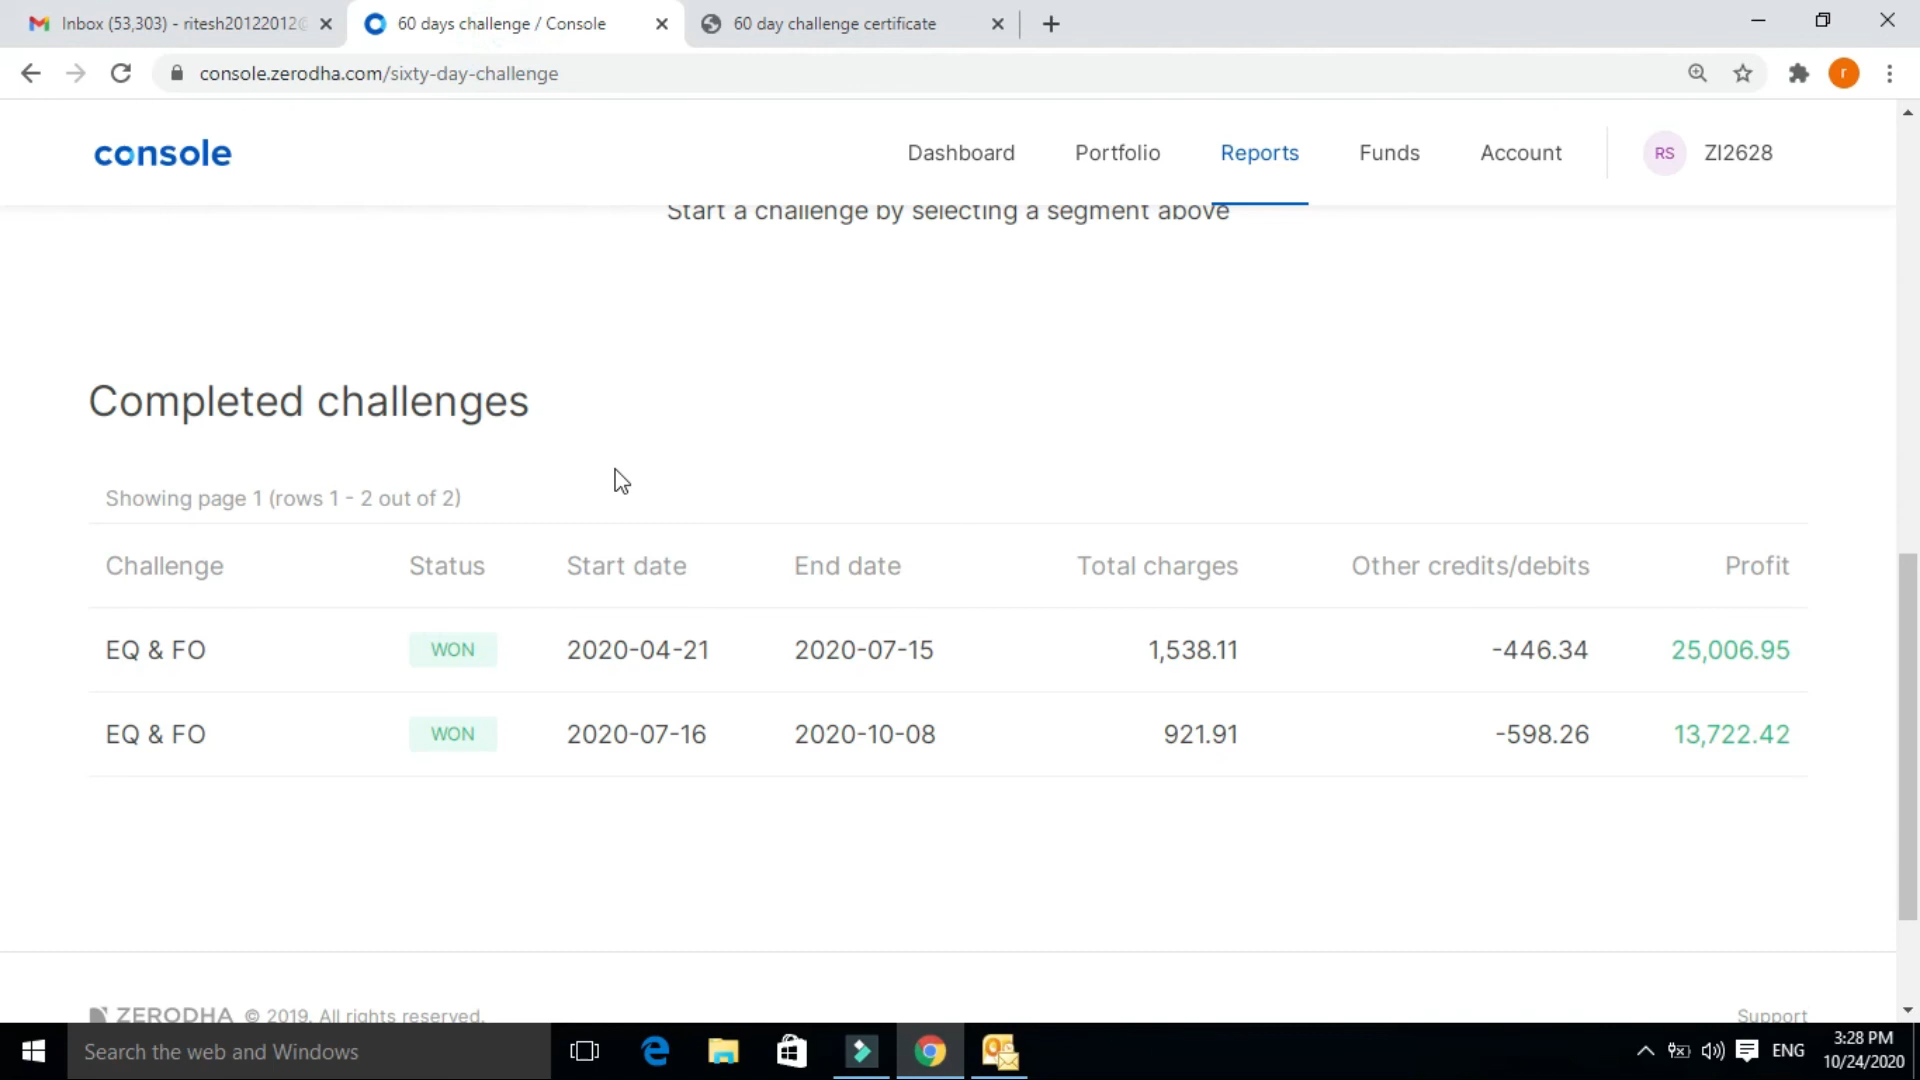 Inbox (53,303) - ritesh20122012@
60 days challenge / Console
60 day challenge certificate
console.zerodha.com/sixty-day-challenge
r
console
Dashboard
Portfolio
Reports
Funds
Account
RS
ZI2628
Start a challenge by selecting a segment above
Completed challenges
Showing page 1 (rows 1 - 2 out of 2)
Challenge Status Start date End date Total charges Other credits/debits Profit
EQ & FO WON 2020-04-21 2020-07-15 1,538.11 -446.34 25,006.95
EQ & FO WON 2020-07-16 2020-10-08 921.91 -598.26 13,722.42
ZERODHA © 2019. All rights reserved.
Support
Search the web and Windows
ENG
3:28 PM
10/24/2020